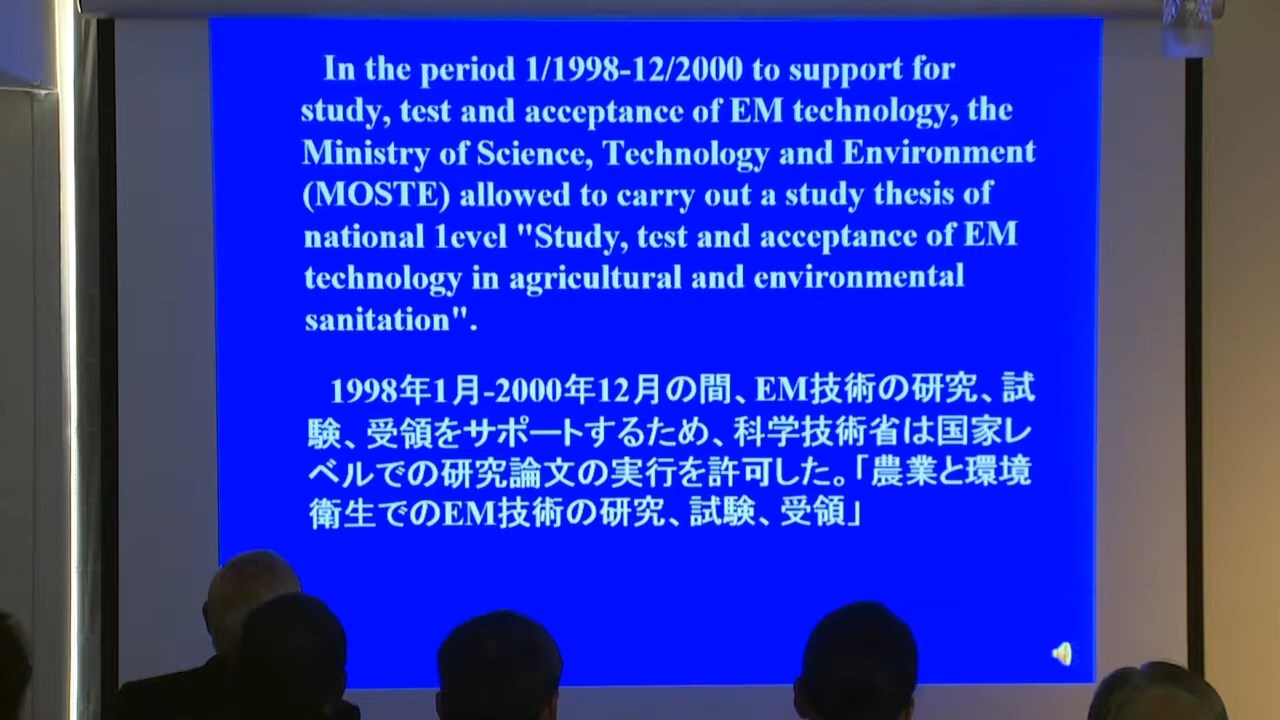 In the period 1/1998-12/2000 to support for
study, test and acceptance of EM technology, the
Ministry of Science, Technology and Environment
(MOSTE) allowed to carry out a study thesis of
national 1evel "Study, test and acceptance of EM
technology in agricultural and environmental
sanitation".
1998年1月-2000年12月の間、EM技術の研究、試
験、受領をサポートするため、科学技術省は国家レ
ベルでの研究論文の実行を許可した。「農業と環境
衛生でのEM技術の研究、試験、受領」